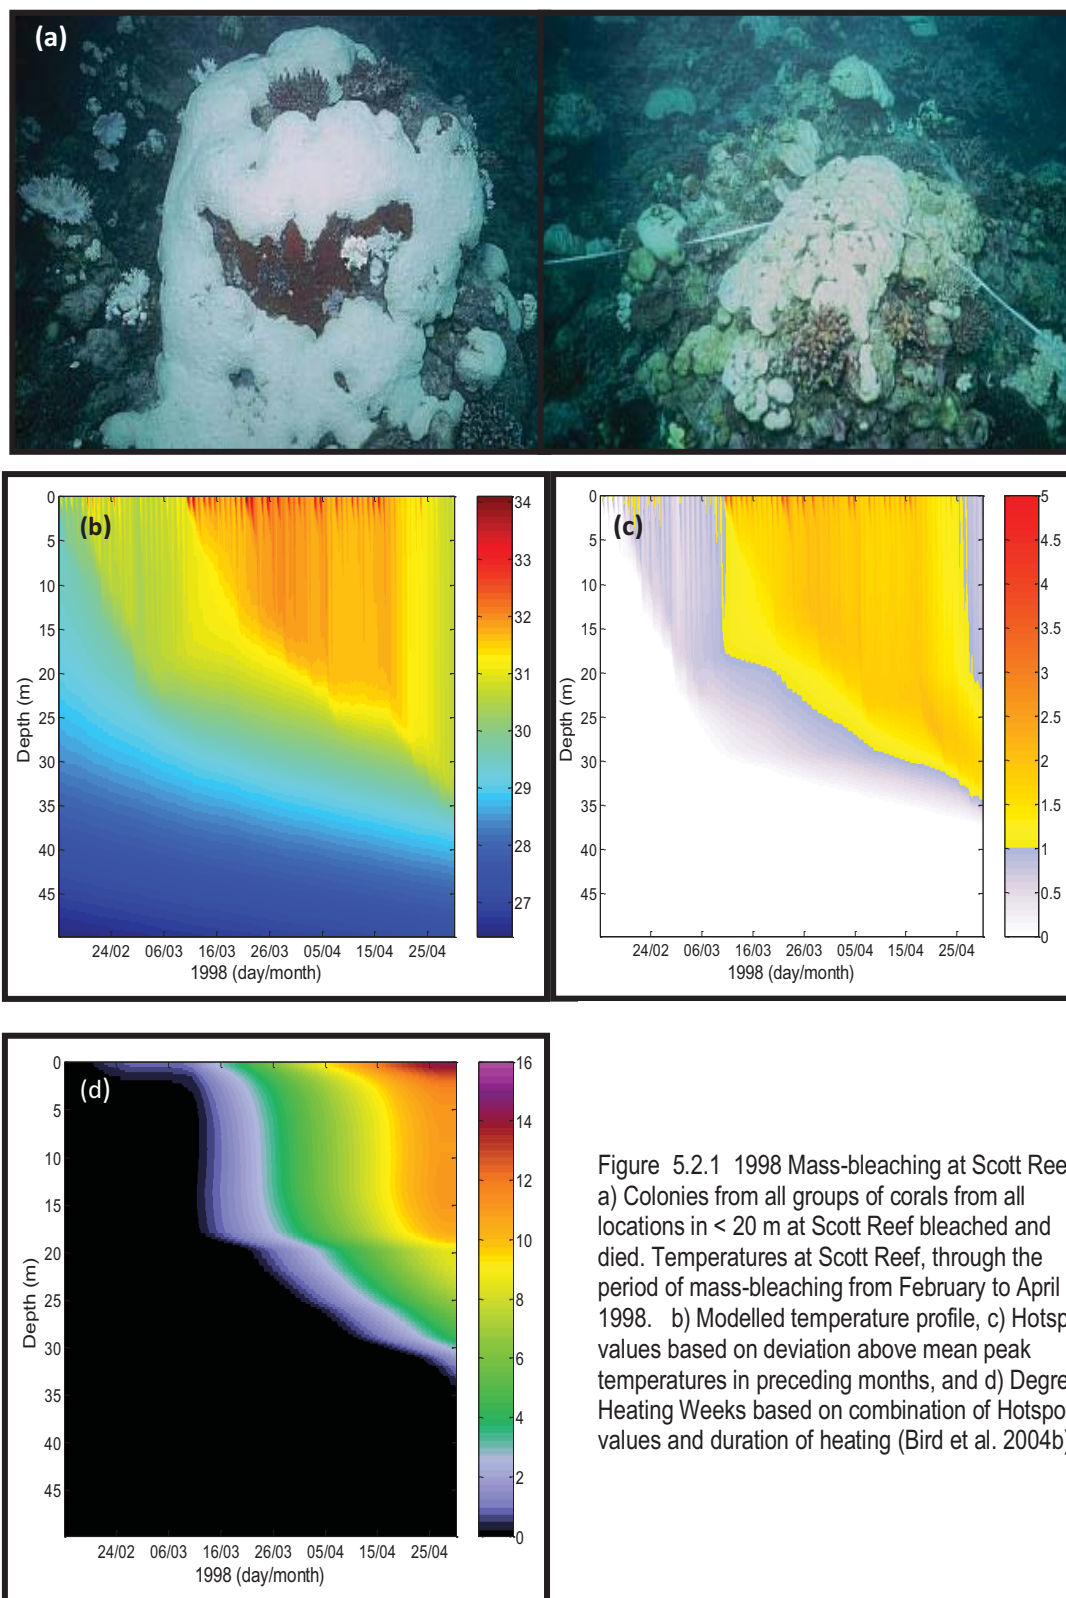 (a)
(b)
0
5
10
15
20
25
30
35
40
45
Depth (m)
24/02 06/03 16/03 26/03 05/04 15/04 25/04
1998 (day/month)
34
33
32
31
30
29
28
27
(c)
0
5
10
15
20
25
30
35
40
45
Depth (m)
24/02 06/03 16/03 26/03 05/04 15/04 25/04
1998 (day/month)
5
4.5
4
3.5
3
2.5
2
1.5
1
0.5
0
(d)
0
5
10
15
20
25
30
35
40
45
Depth (m)
24/02 06/03 16/03 26/03 05/04 15/04 25/04
1998 (day/month)
16
14
12
10
8
6
4
2
0
Figure 5.2.1 1998 Mass-bleaching at Scott Ree
a) Colonies from all groups of corals from all
locations in < 20 m at Scott Reef bleached and
died. Temperatures at Scott Reef, through the
period of mass-bleaching from February to April
1998. b) Modelled temperature profile, c) Hotsp
values based on deviation above mean peak
temperatures in preceding months, and d) Degre
Heating Weeks based on combination of Hotspo
values and duration of heating (Bird et al. 2004b)